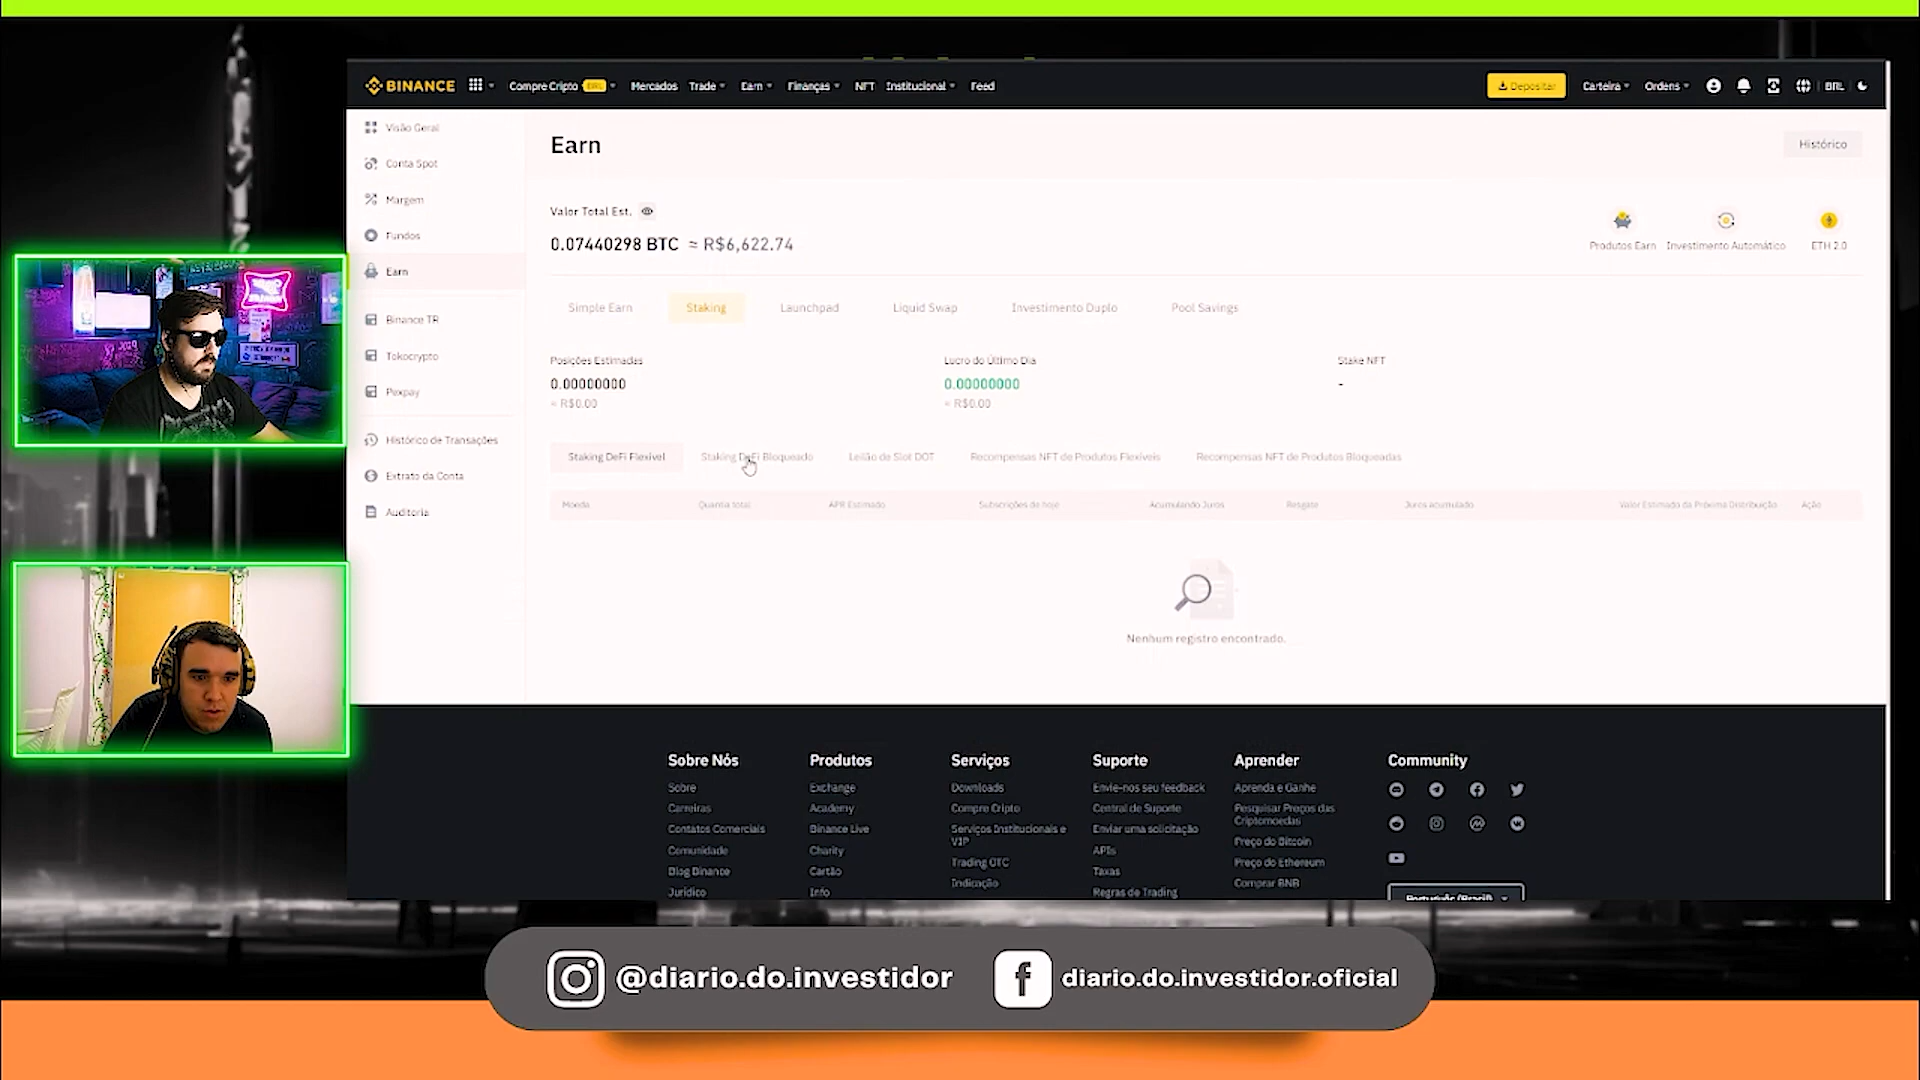 BINANCE
Compre Cripto BRL
Mercados
Trade
Earn
Finanças
NFT
Institucional
Feed
Depositar
Carteira
Ordens
BRL
Visão Geral
Conta Spot
Margem
Fundos
Earn
Binance TR
Tokocrypto
Pexpay
Histórico de Transações
Extrato da Conta
Auditoria
Earn
Histórico
Valor Total Est.
0.07440298 BTC ≈ R$6,622.74
Produtos Earn
Investimento Automático
ETH 2.0
Simple Earn
Staking
Launchpad
Liquid Swap
Investimento Duplo
Pool Savings
Posições Estimadas
0.00000000
≈ R$0.00
Lucro do Último Dia
0.00000000
≈ R$0.00
Stake NFT
-
Staking DeFi Flexível
Staking DeFi Bloqueado
Leilão de Slot DOT
Recompensas NFT de Produtos Flexíveis
Recompensas NFT de Produtos Bloqueadas
Moeda
Quantia total
APR Estimado
Subscrições de hoje
Acumulando Juros
Resgate
Juros acumulado
Valor Estimado da Próxima Distribuição
Ação
Nenhum registro encontrado.
Sobre Nós
Sobre
Carreiras
Contatos Comerciais
Comunidade
Blog Binance
Jurídico
Produtos
Exchange
Academy
Binance Live
Charity
Cartão
Info
Serviços
Downloads
Compre Cripto
Serviços Institucionais e
VIP
Trading OTC
Indicação
Suporte
Envie-nos seu feedback
Central de Suporte
Enviar uma solicitação
APIs
Taxas
Regras de Trading
Aprender
Aprenda e Ganhe
Pesquisar Preços das
Criptomoedas
Preço do Bitcoin
Preço do Ethereum
Comprar BNB
Community
Português (Brasil)
@diario.do.investidor
diario.do.investidor.oficial